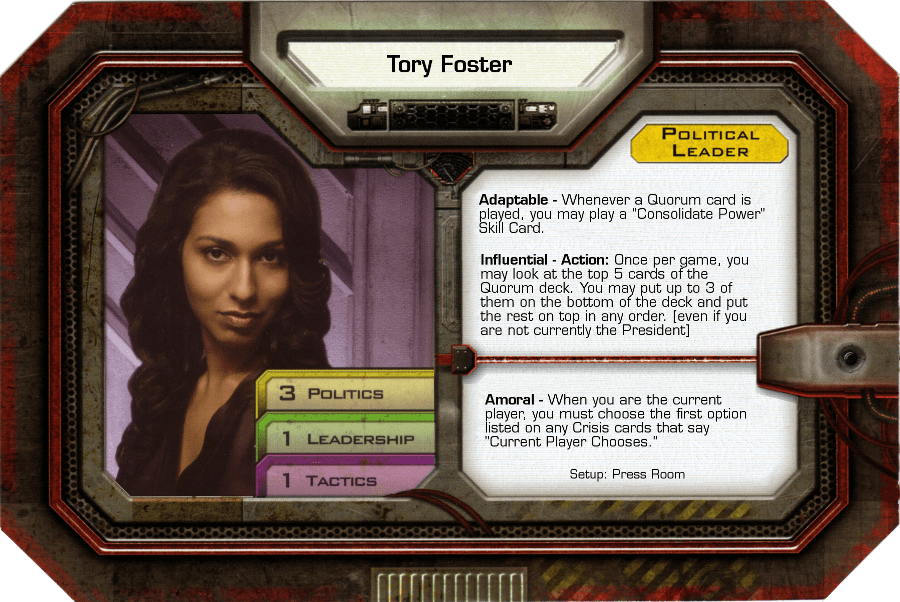 Tory Foster
POLITICAL
LEADER
Adaptable - Whenever a Quorum card is
played, you may play a "Consolidate Power"
Skill Card.
Influential - Action: Once per game, you
may look at the top 5 cards of the
Quorum deck. You may put up to 3 of
them on the bottom of the deck and put
the rest on top in any order. [even if you
are not currently the President]
3 POLITICS
1 LEADERSHIP
1 TACTICS
Amoral - When you are the current
player, you must choose the first option
listed on any Crisis cards that say
"Current Player Chooses."
Setup: Press Room